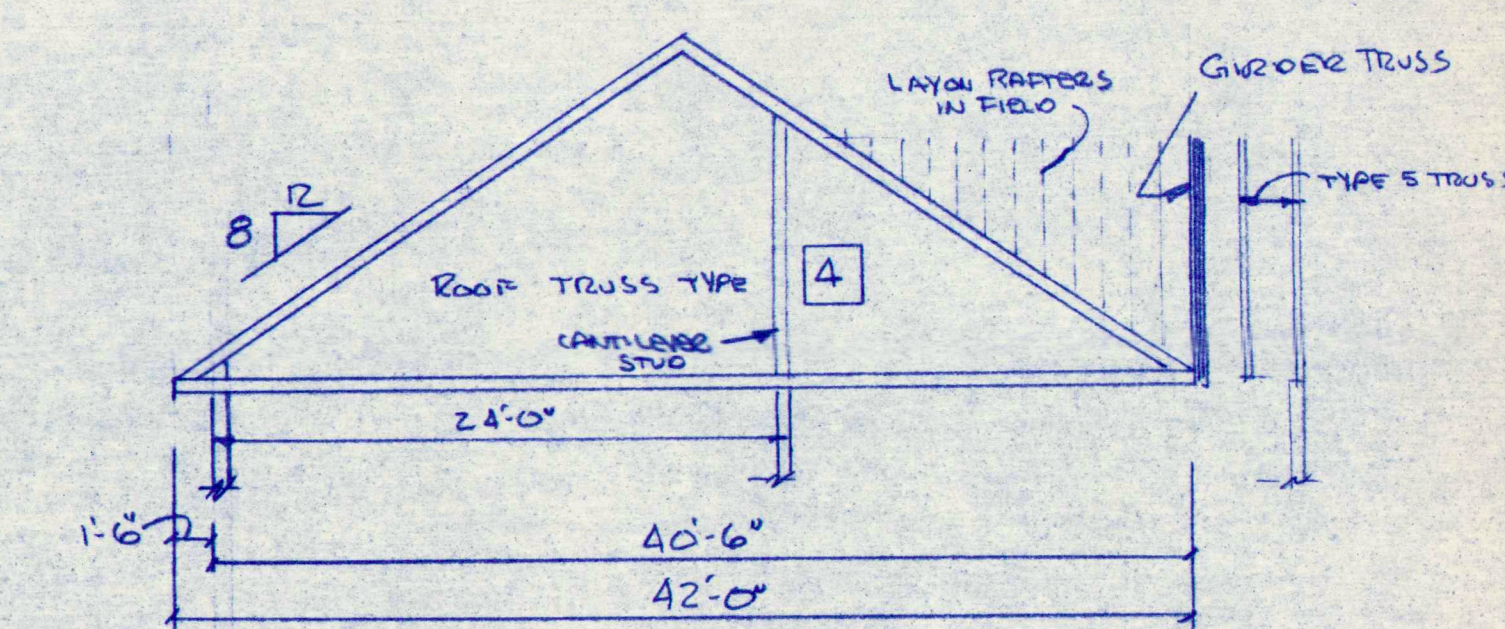 LAYON RAFTERS
IN FIELD
GIRDER TRUSS
12
8
TYPE 5 TRUSS
ROOF TRUSS TYPE
4
CANTILEVER
STUD
24'-0"
1'-6"
40'-6"
42'-0"